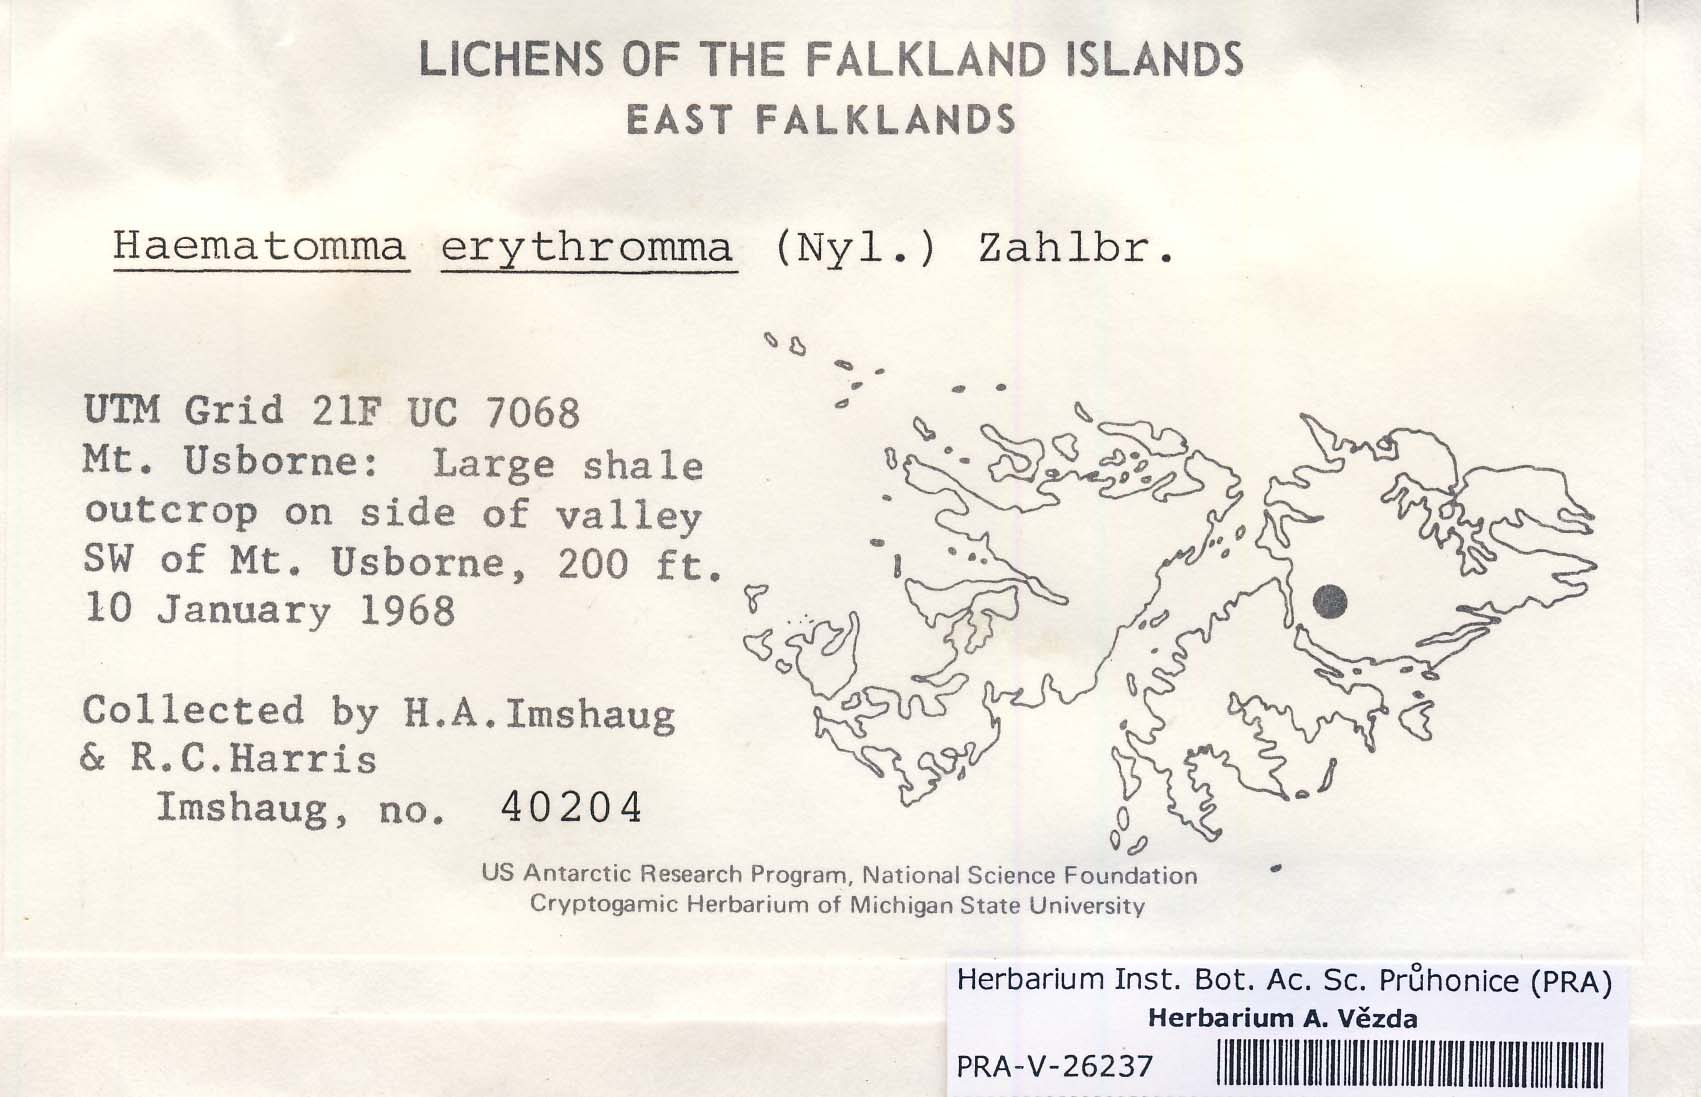 LICHENS OF THE FALKLAND ISLANDS
EAST FALKLANDS
Haematomma erythromma (Nyl.) Zahlbr.
UTM Grid 21F UC 7068
Mt. Usborne: Large shale
outcrop on side of valley
SW of Mt. Usborne, 200 ft.
10 January 1968
Collected by H.A.Imshaug
& R.C.Harris
Imshaug, no. 40204
US Antarctic Research Program, National Science Foundation
Cryptogamic Herbarium of Michigan State University
Herbarium Inst. Bot. Ac. Sc. Průhonice (PRA)
Herbarium A. Vězda
PRA-V-26237